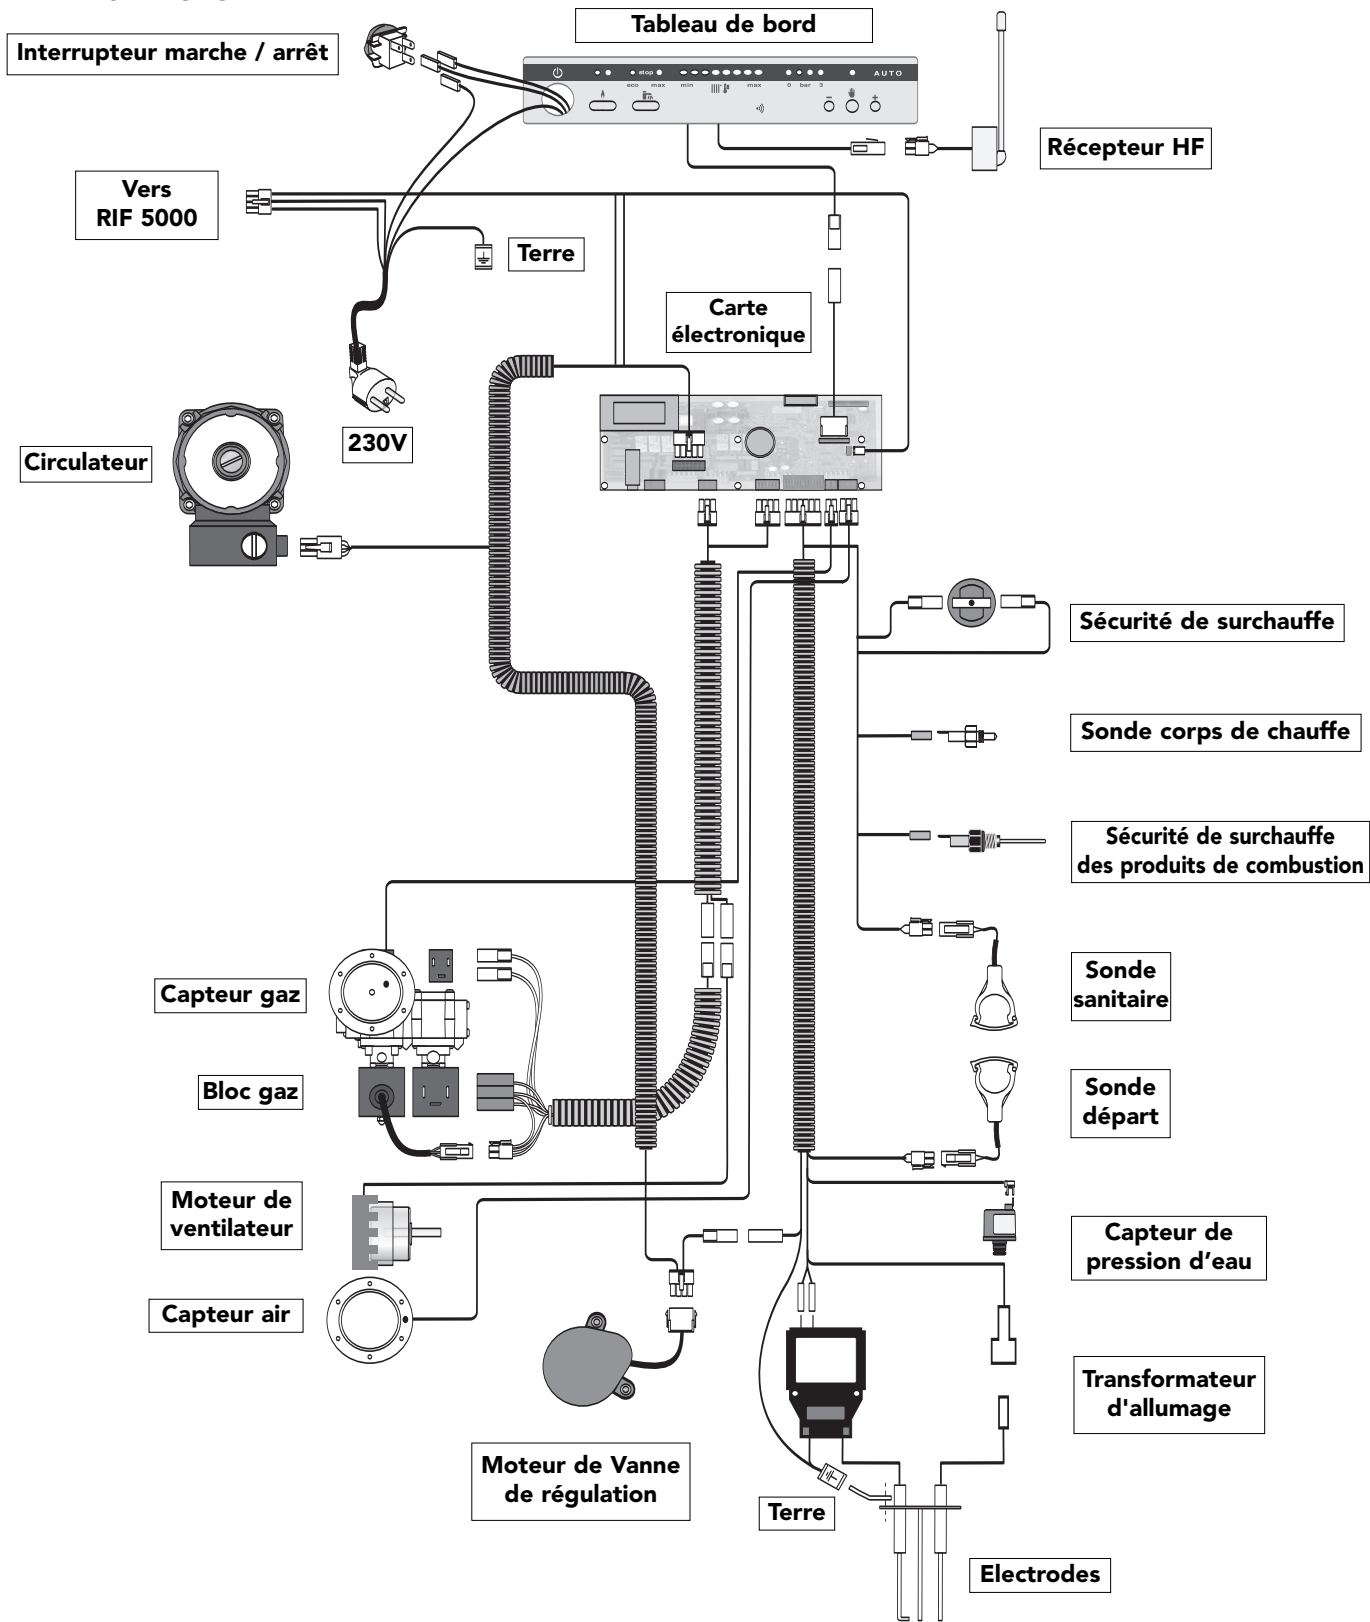 Tableau de bord
Interrupteur marche / arrêt
stop
AUTO
eco max min max 0 bar 3
− +
Récepteur HF
Vers
RIF 5000
Terre
Carte
électronique
230V
Circulateur
Sécurité de surchauffe
Sonde corps de chauffe
Sécurité de surchauffe
des produits de combustion
Capteur gaz
Sonde
sanitaire
Bloc gaz
Sonde
départ
Moteur de
ventilateur
Capteur de
pression d’eau
Capteur air
Transformateur
d'allumage
Moteur de Vanne
de régulation
Terre
Electrodes